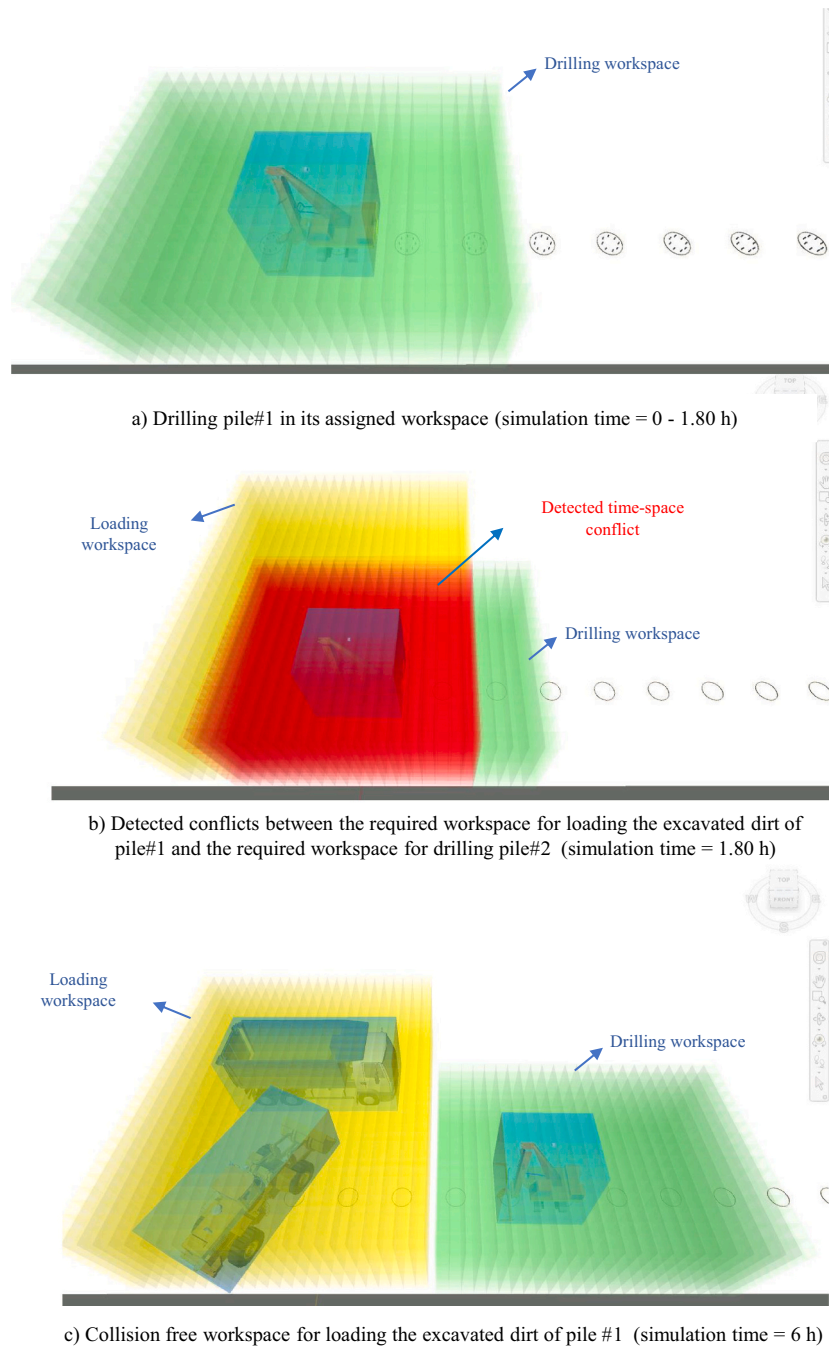 Drilling workspace
TOP
a) Drilling pile#1 in its assigned workspace (simulation time = 0 - 1.80 h)
Loading
workspace
Detected time-space
conflict
Drilling workspace
b) Detected conflicts between the required workspace for loading the excavated dirt of
pile#1 and the required workspace for drilling pile#2 (simulation time = 1.80 h)
TOP
FRONT
Loading
workspace
Drilling workspace
c) Collision free workspace for loading the excavated dirt of pile #1 (simulation time = 6 h)